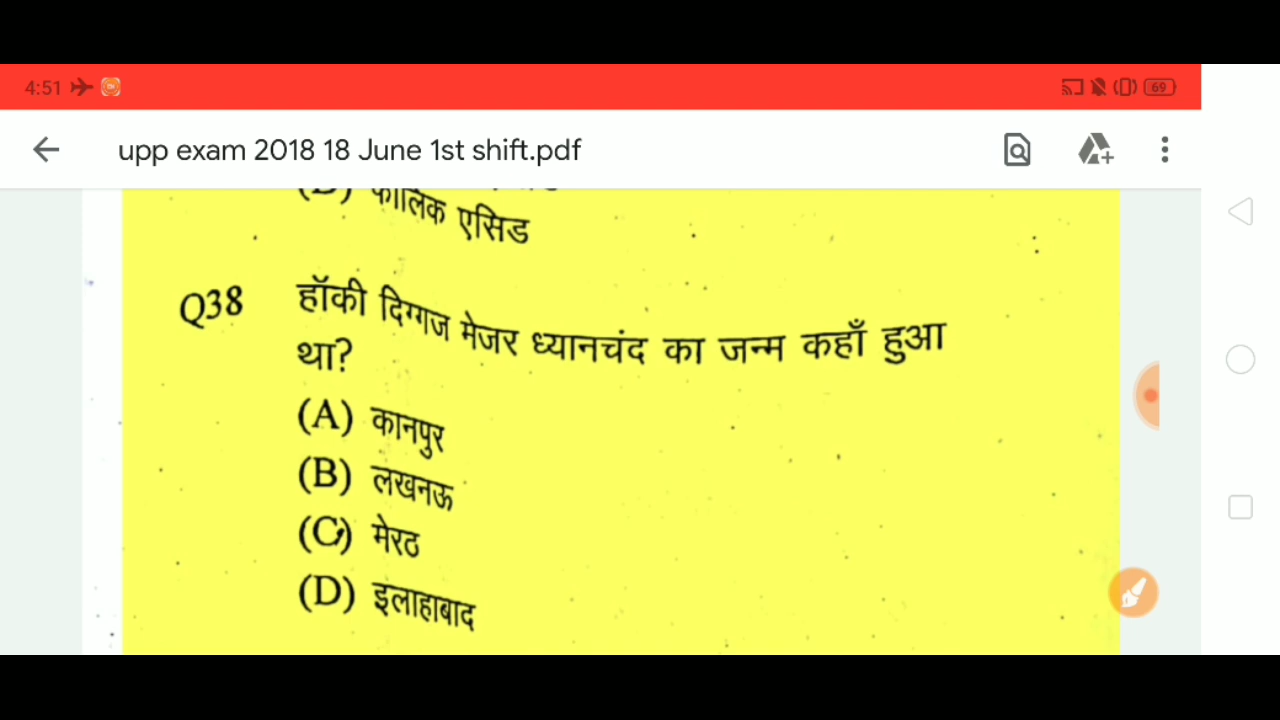 4:51
69
upp exam 2018 18 June 1st shift.pdf
एसिड
Q38 हॉकी दिग्गज मेजर ध्यानचंद का जन्म कहाँ हुआ
था?
(A) कानपुर
(B) लखनऊ
(C) मेरठ
(D) इलाहाबाद